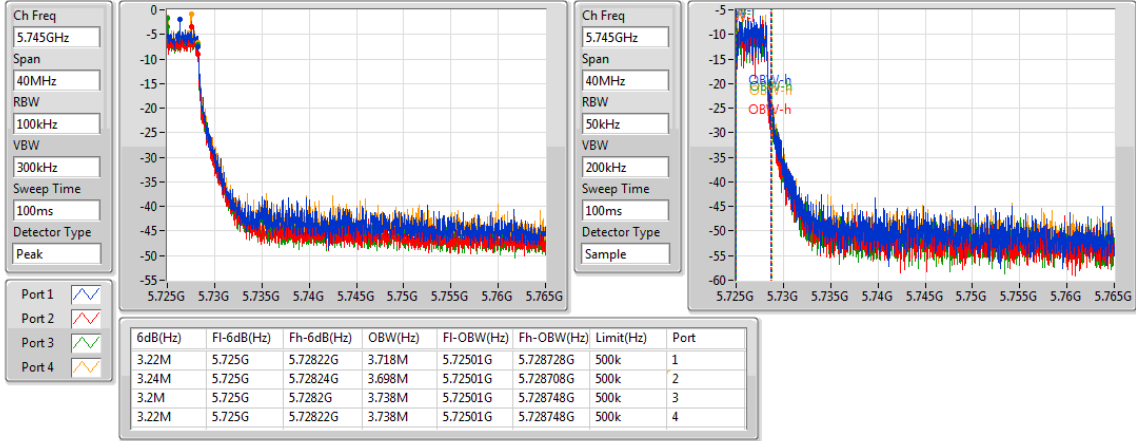 Ch Freq
5.745GHz
Span
40MHz
RBW
100kHz
VBW
300kHz
Sweep Time
100ms
Detector Type
Peak
0
-5
-10
-15
-20
-25
-30
-35
-40
-45
-50
-55
5.725G 5.73G 5.735G 5.74G 5.745G 5.75G 5.755G 5.76G 5.765G
Ch Freq
5.745GHz
Span
40MHz
RBW
50kHz
VBW
200kHz
Sweep Time
100ms
Detector Type
Sample
-5
-10
-15
-20
-25
-30
-35
-40
-45
-50
-55
-60
OBW-h
OBW-h
5.725G 5.73G 5.735G 5.74G 5.745G 5.75G 5.755G 5.76G 5.765G
Port 1
Port 2
Port 3
Port 4
6dB(Hz) Fl-6dB(Hz) Fh-6dB(Hz) OBW(Hz) Fl-OBW(Hz) Fh-OBW(Hz) Limit(Hz) Port
3.22M 5.725G 5.72822G 3.718M 5.72501G 5.728728G 500k 1
3.24M 5.725G 5.72824G 3.698M 5.72501G 5.728708G 500k 2
3.2M 5.725G 5.7282G 3.738M 5.72501G 5.728748G 500k 3
3.22M 5.725G 5.72822G 3.738M 5.72501G 5.728748G 500k 4